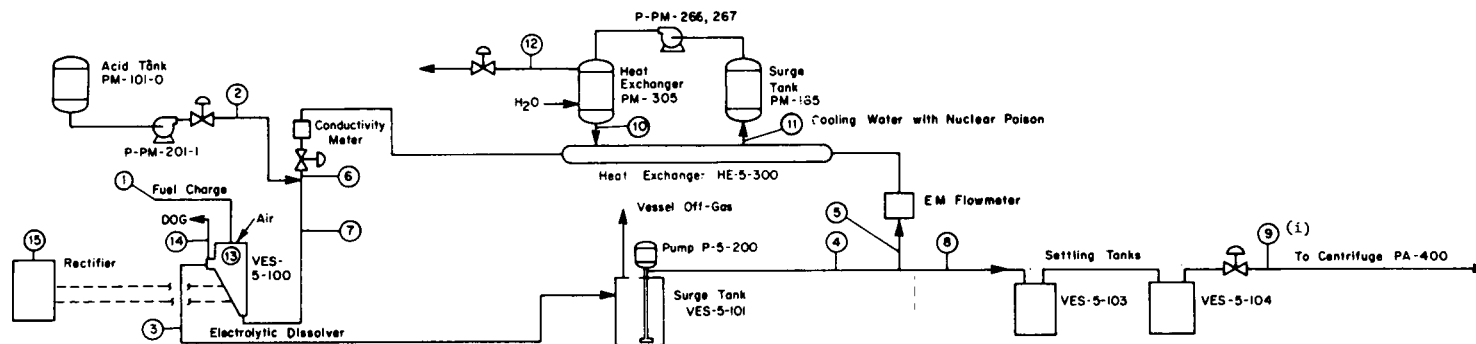 P-PM-266, 267
Acid Tank
PM-101-0
2
12
Heat
Exchanger
PM-305
H2O
Surge
Tank
PM-185
10
11
Cooling Water with Nuclear Poison
Conductivity
Meter
P-PM-201-1
Heat Exchanger HE-5-300
6
1
Fuel Charge
EM Flowmeter
DOG
Air
Vessel Off-Gas
5
7
14
13
VES-
5-100
Pump P-5-200
4
8
9
(i)
15
Rectifier
Settling Tanks
To Centrifuge PA-400
Surge Tank
VES-5-101
VES-5-103
VES-5-104
3
Electrolytic Dissolver